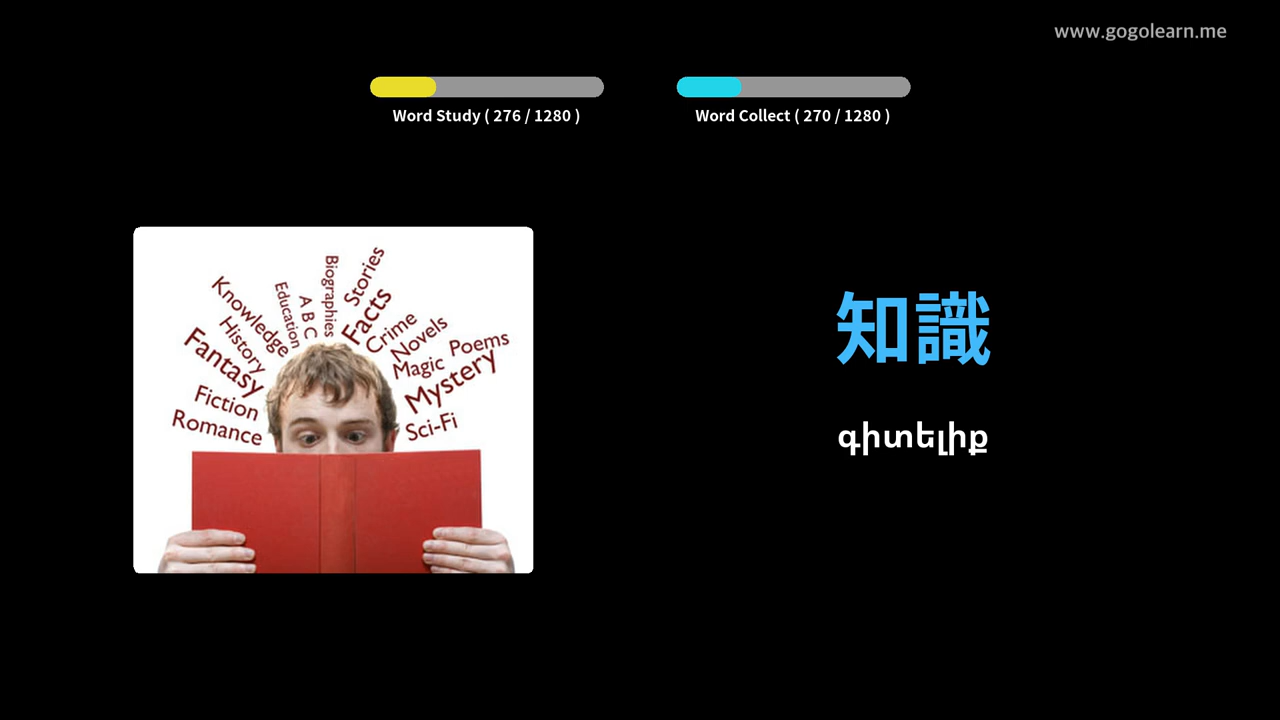 www.gogolearn.me
Word Study ( 276 / 1280 )
Word Collect ( 270 / 1280 )
Knowledge
Education
A B C
Biographies
Stories
Facts
History
Crime
Novels
Poems
Fantasy
Magic
Mystery
Fiction
Romance
Sci-Fi
知識
գիտելիք